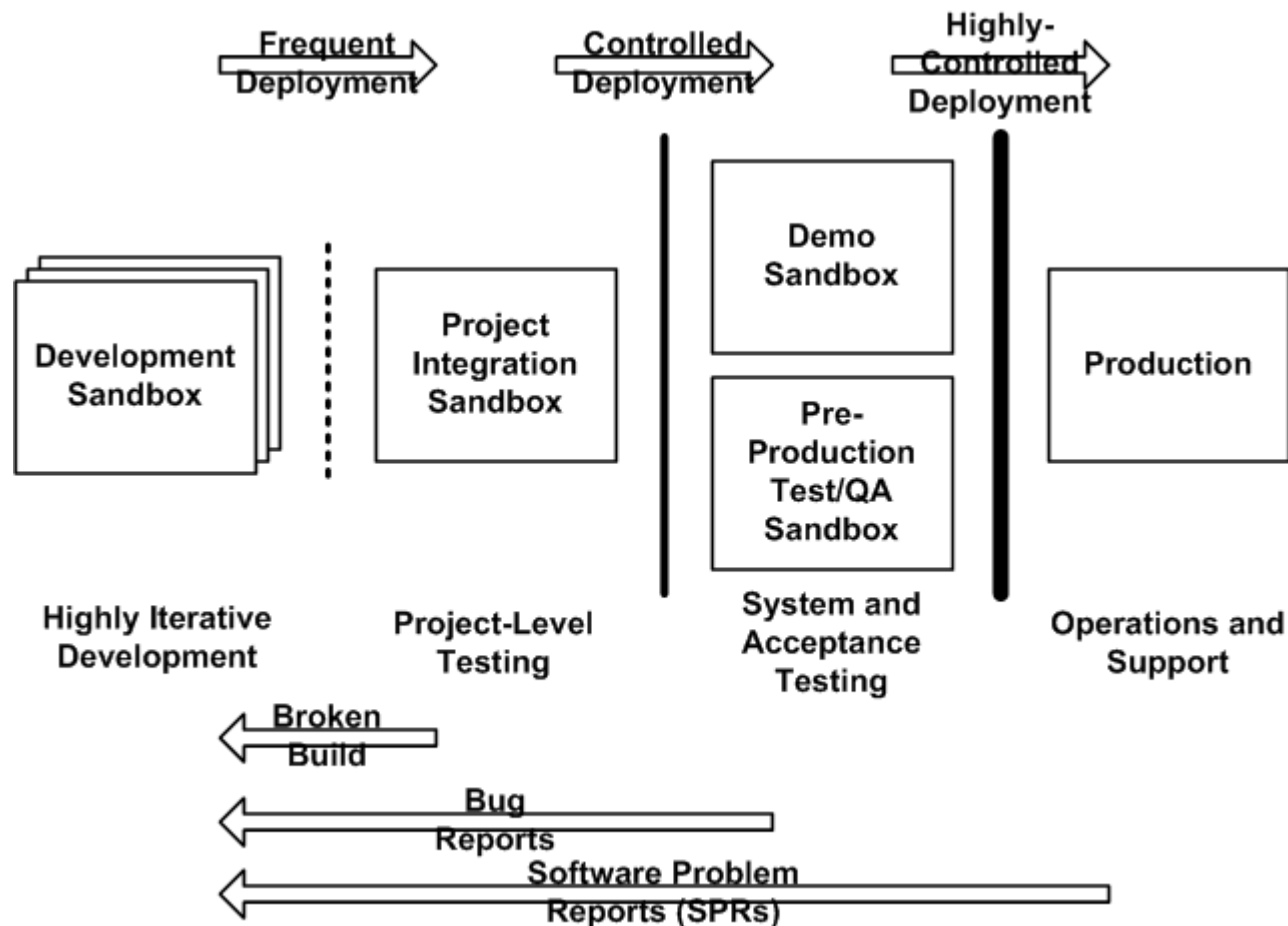 Frequent
Deployment
Controlled
Deployment
Highly-
Controlled
Deployment
Development
Sandbox
Project
Integration
Sandbox
Demo
Sandbox
Pre-
Production
Test/QA
Sandbox
Production
Highly Iterative
Development
Project-Level
Testing
System and
Acceptance
Testing
Operations and
Support
Broken
Build
Bug
Reports
Software Problem
Reports (SPRs)